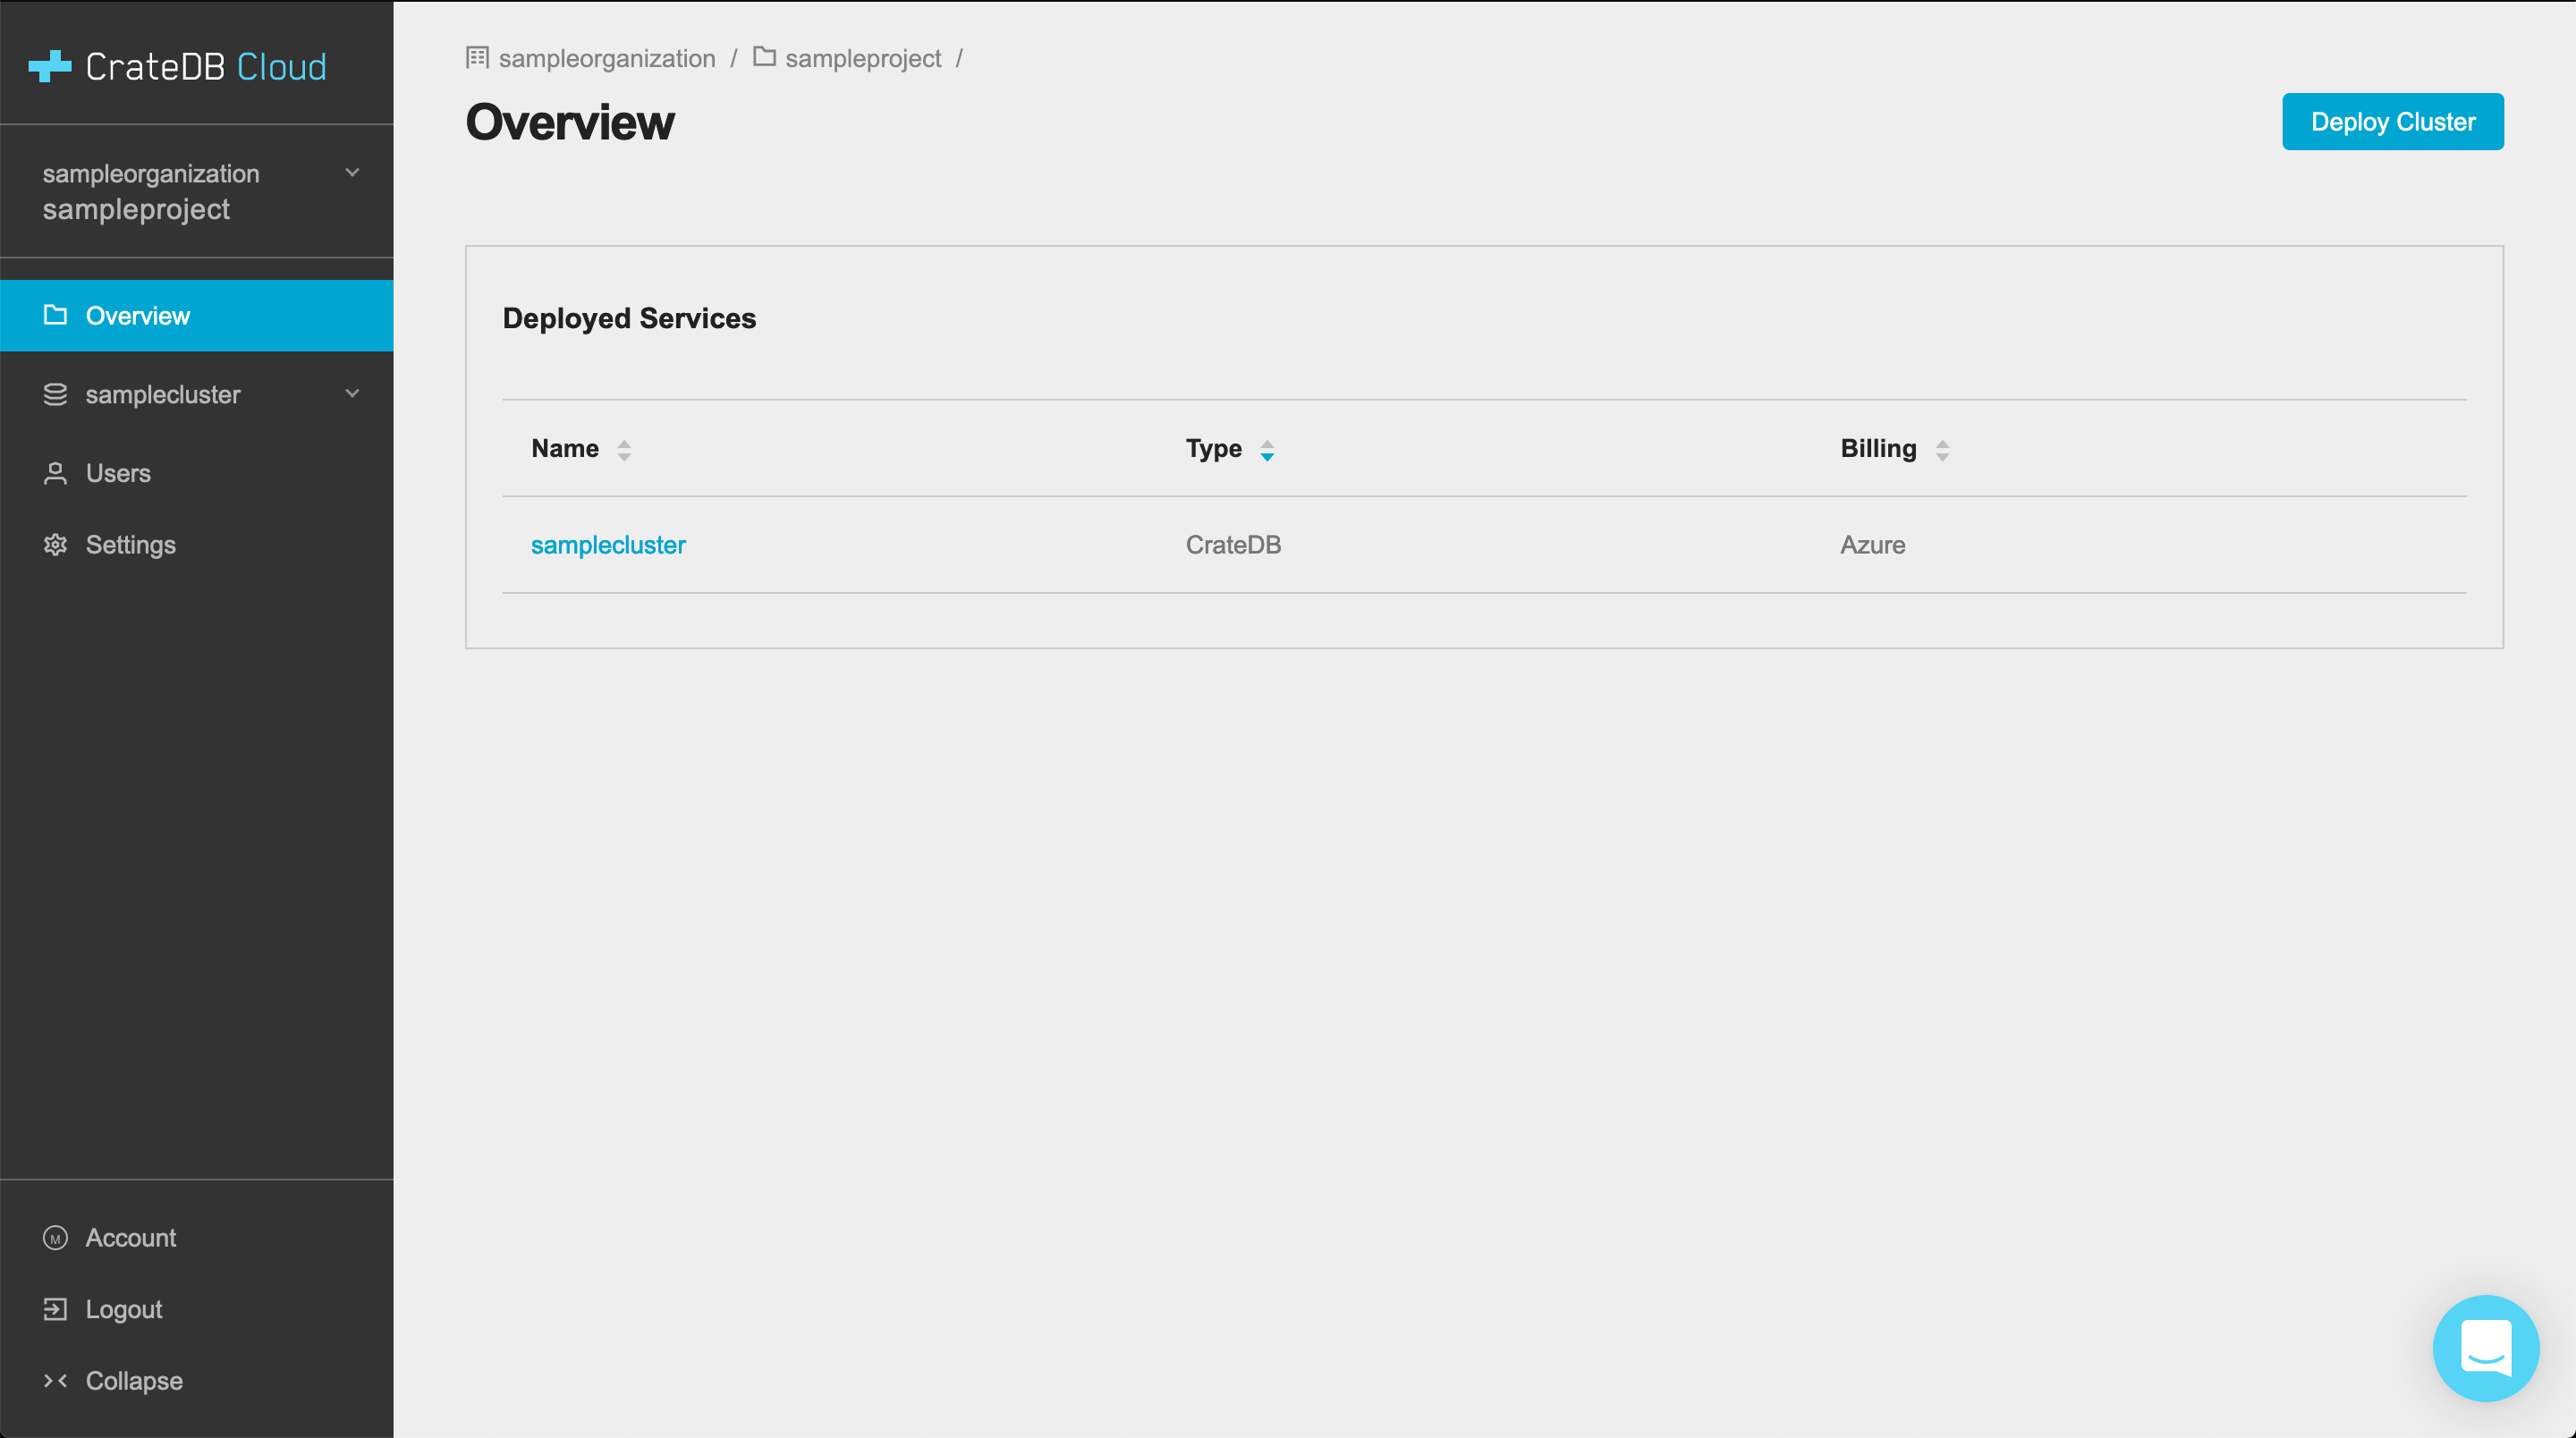 CrateDB Cloud
sampleorganization
sampleproject
Overview
samplecluster
Users
Settings
M Account
Logout
Collapse
sampleorganization / sampleproject /
Overview
Deploy Cluster
Deployed Services
Name Type Billing
samplecluster CrateDB Azure